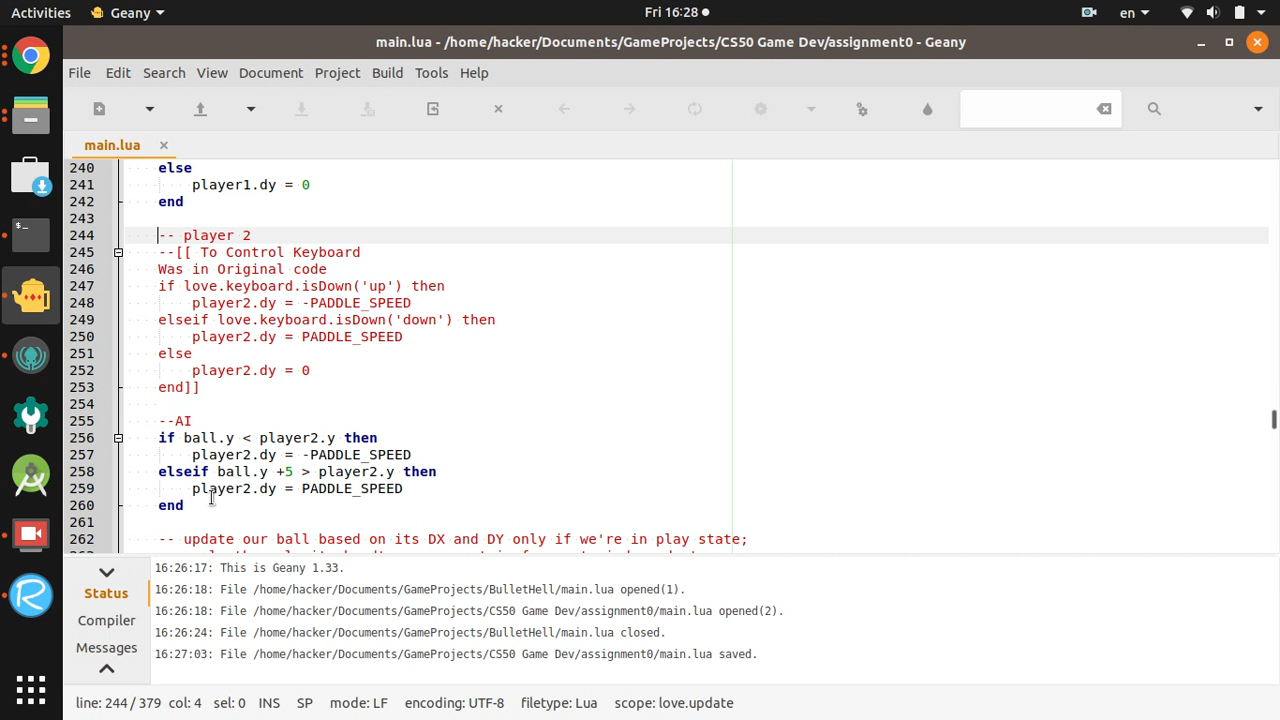 Activities Geany Fri 16:28 en
main.lua - /home/hacker/Documents/GameProjects/CS50 Game Dev/assignment0 - Geany
File Edit Search View Document Project Build Tools Help
main.lua
240 else
241 player1.dy = 0
242 end
243
244 -- player 2
245 --[[ To Control Keyboard
246 Was in Original code
247 if love.keyboard.isDown('up') then
248 player2.dy = -PADDLE_SPEED
249 elseif love.keyboard.isDown('down') then
250 player2.dy = PADDLE_SPEED
251 else
252 player2.dy = 0
253 end]]
254
255 --AI
256 if ball.y < player2.y then
257 player2.dy = -PADDLE_SPEED
258 elseif ball.y +5 > player2.y then
259 player2.dy = PADDLE_SPEED
260 end
261
262 -- update our ball based on its DX and DY only if we're in play state;
Status
Compiler
Messages
16:26:17: This is Geany 1.33.
16:26:18: File /home/hacker/Documents/GameProjects/BulletHell/main.lua opened(1).
16:26:18: File /home/hacker/Documents/GameProjects/CS50 Game Dev/assignment0/main.lua opened(2).
16:26:24: File /home/hacker/Documents/GameProjects/BulletHell/main.lua closed.
16:27:03: File /home/hacker/Documents/GameProjects/CS50 Game Dev/assignment0/main.lua saved.
line: 244 / 379 col: 4 sel: 0 INS SP mode: LF encoding: UTF-8 filetype: Lua scope: love.update